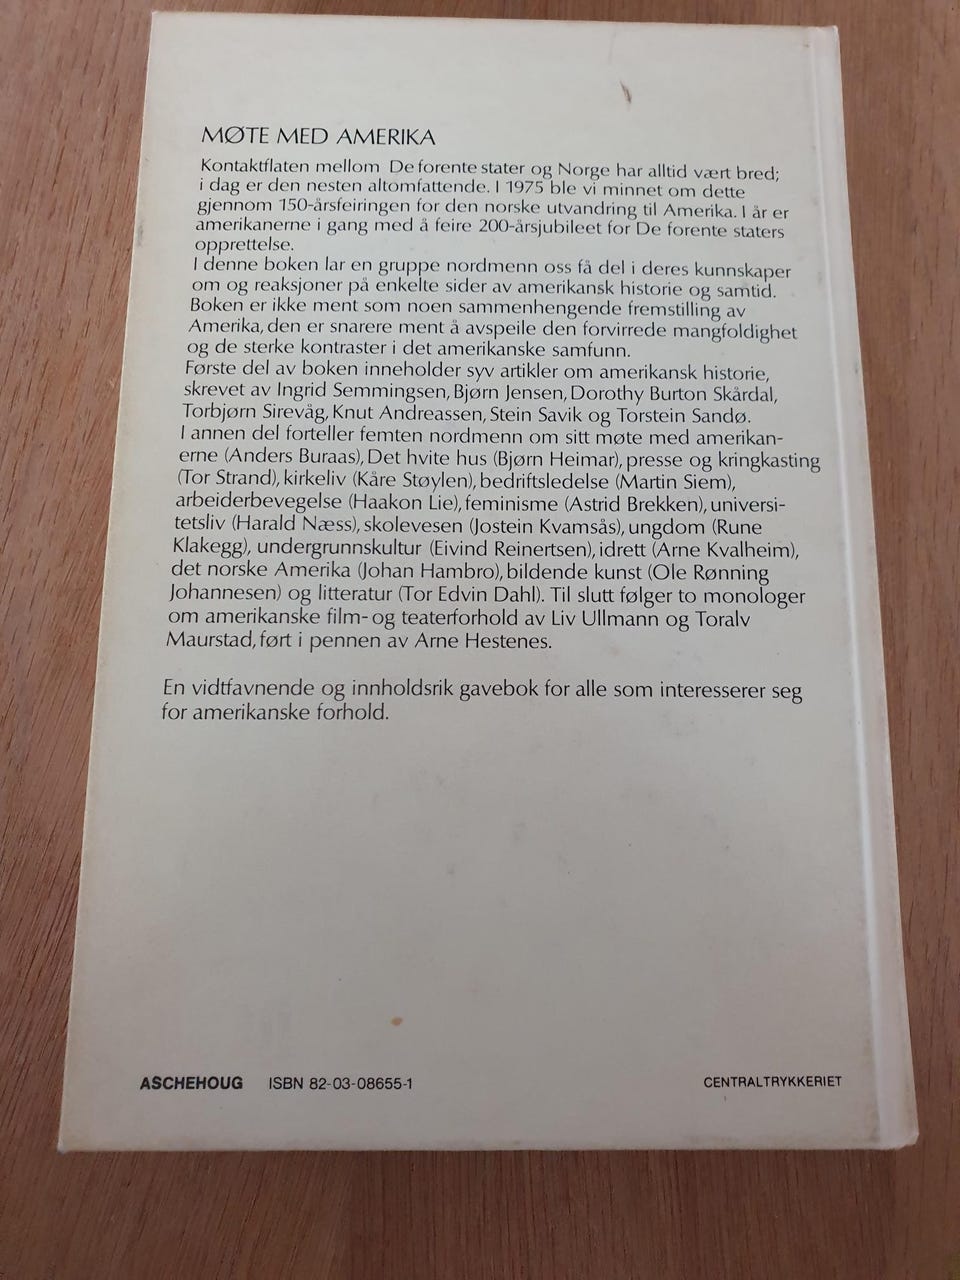 MØTE MED AMERIKA
Kontaktflaten mellom De forente stater og Norge har alltid vært bred;
i dag er den nesten altomfattende. I 1975 ble vi minnet om dette
gjennom 150-årsfeiringen for den norske utvandring til Amerika. I år er
amerikanerne i gang med å feire 200-årsjubileet for De forente staters
opprettelse.
I denne boken lar en gruppe nordmenn oss få del i deres kunnskaper
om og reaksjoner på enkelte sider av amerikansk historie og samtid.
Boken er ikke ment som noen sammenhengende fremstilling av
Amerika, den er snarere ment å avspeile den forvirrede mangfoldighet
og de sterke kontraster i det amerikanske samfunn.
Første del av boken inneholder syv artikler om amerikansk historie,
skrevet av Ingrid Semmingsen, Bjørn Jensen, Dorothy Burton Skårdal,
Torbjørn Sirevåg, Knut Andreassen, Stein Savik og Torstein Sandø.
I annen del forteller femten nordmenn om sitt møte med amerikan-
erne (Anders Buraas), Det hvite hus (Bjørn Heimar), presse og kringkasting
(Tor Strand), kirkeliv (Kåre Støylen), bedriftsledelse (Martin Siem),
arbeiderbevegelse (Haakon Lie), feminisme (Astrid Brekken), universi-
tetsliv (Harald Næss), skolevesen (Jostein Kvamsås), ungdom (Rune
Klakegg), undergrunnskultur (Eivind Reinertsen), idrett (Arne Kvalheim),
det norske Amerika (Johan Hambro), bildende kunst (Ole Rønning
Johannesen) og litteratur (Tor Edvin Dahl). Til slutt følger to monologer
om amerikanske film- og teaterforhold av Liv Ullmann og Toralv
Maurstad, ført i pennen av Arne Hestenes.
En vidtfavnende og innholdsrik gavebok for alle som interesserer seg
for amerikanske forhold.
ASCHEHOUG ISBN 82-03-08655-1
CENTRALTRYKKERIET